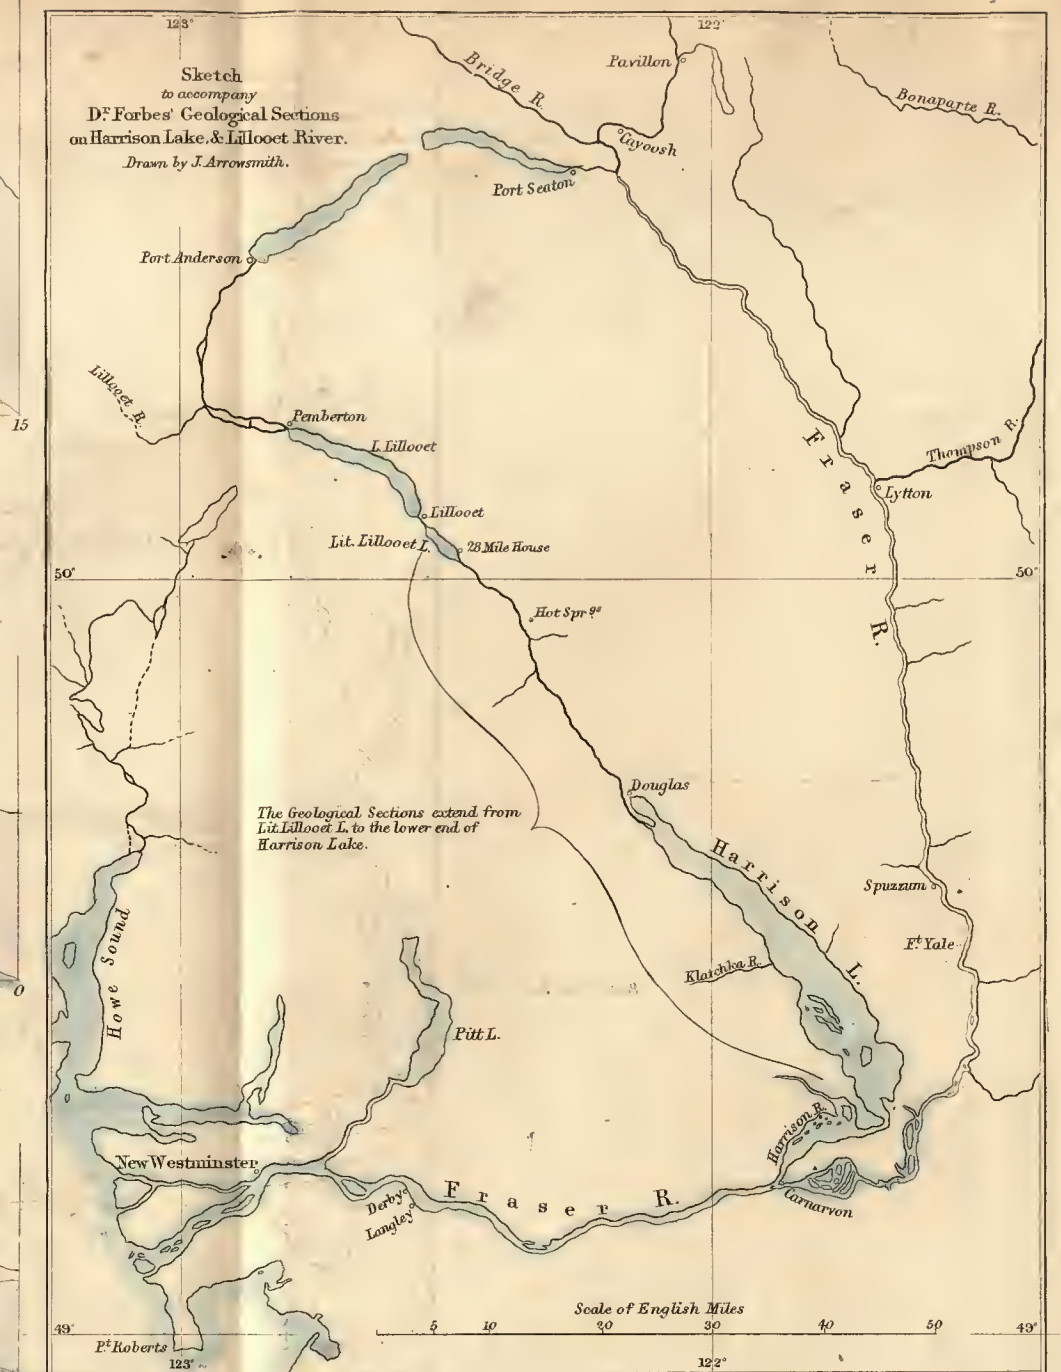 123°
122°
Sketch
to accompany
Dr. Forbes' Geological Sections
on Harrison Lake, & Lillooet River.
Drawn by J. Arrowsmith.
Bridge R.
Pavillon
Bonaparte R.
Cayoosh
Port Seaton
Port Anderson
Lillooet R.
15
Pemberton
L. Lillooet
Fraser R.
Thompson R.
Lytton
Lillooet
Lit. Lillooet L.
28 Mile House
50°
50°
Hot Sprgs
Douglas
The Geological Sections extend from
Lit. Lillooet L. to the lower end of
Harrison Lake.
Harrison L.
Spuzzum
Ft. Yale
Howe Sound
Klatchka R.
0
Pitt L.
Harrison R.
New Westminster
Derby
Langley
Fraser R.
Carnarvon
Scale of English Miles
5 10 20 30 40 50
49°
49°
Pt. Roberts
123°
122°